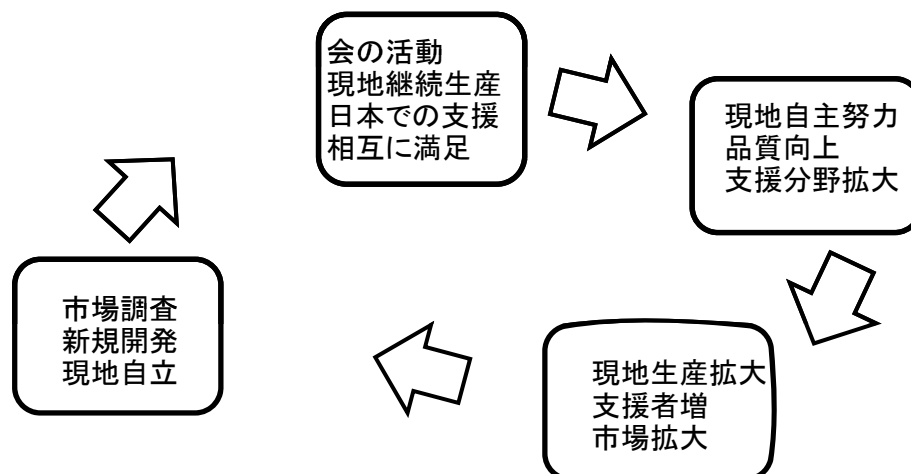 会の活動
現地継続生産
日本での支援
相互に満足
現地自主努力
品質向上
支援分野拡大
現地生産拡大
支援者増
市場拡大
市場調査
新規開発
現地自立